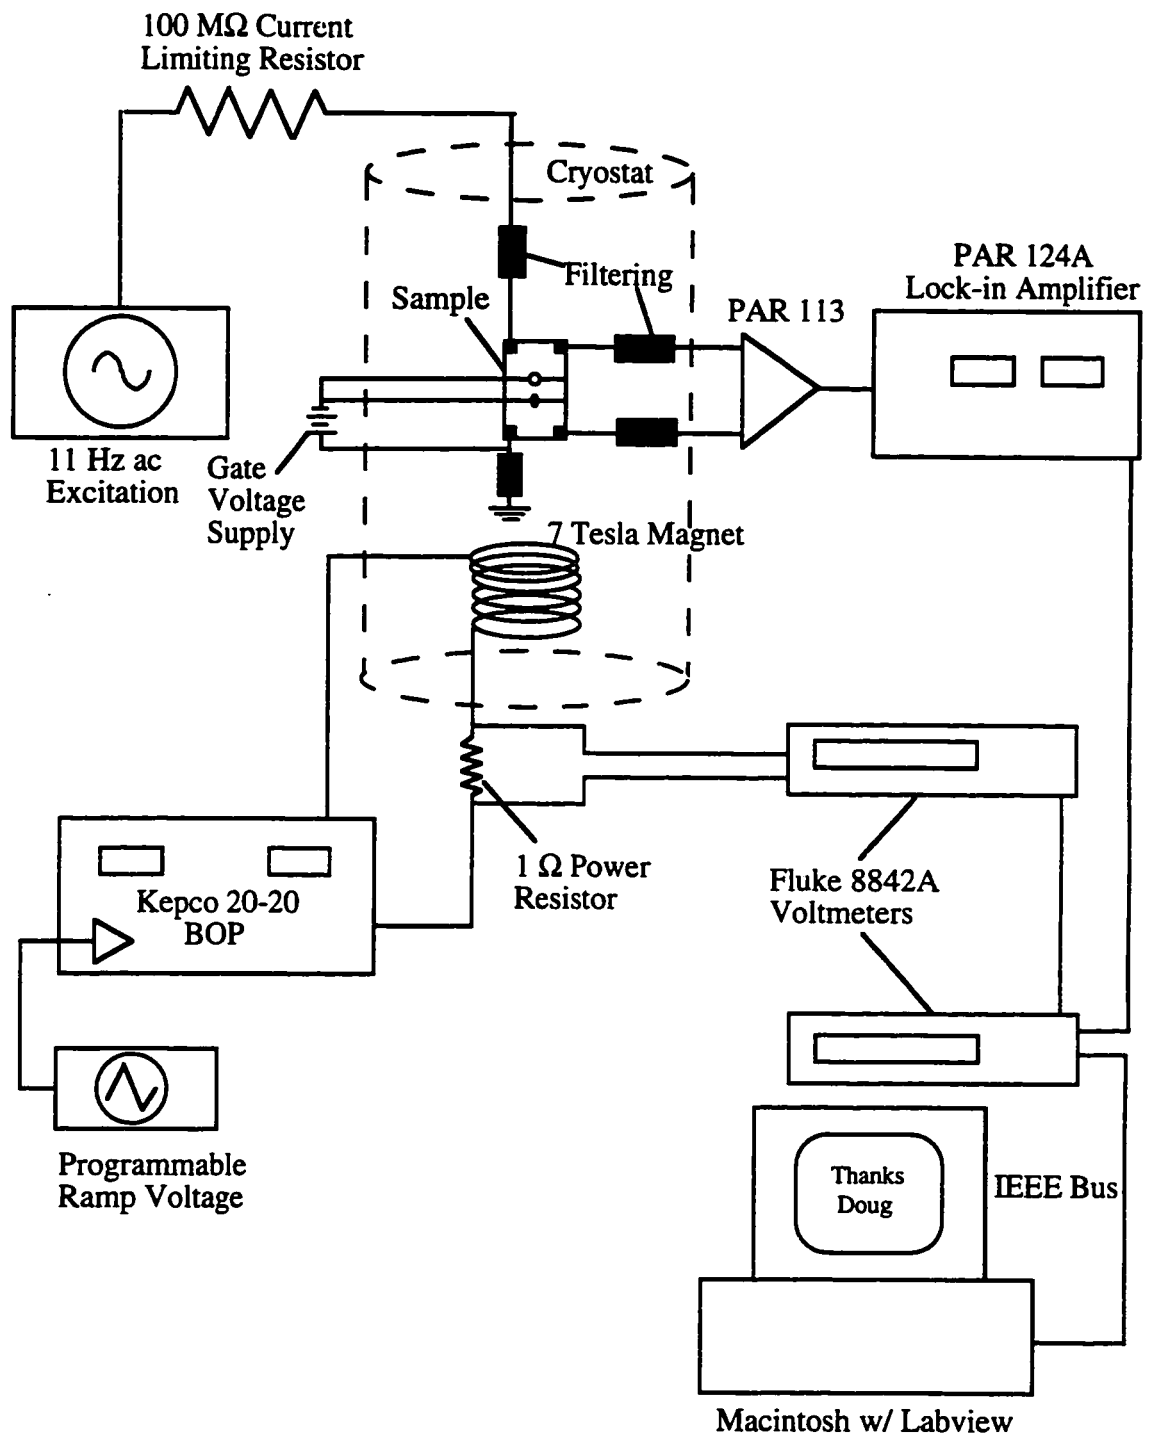 100 MΩ Current
Limiting Resistor
Cryostat
Filtering
Sample
PAR 113
PAR 124A
Lock-in Amplifier
11 Hz ac
Excitation
Gate
Voltage
Supply
7 Tesla Magnet
1 Ω Power
Resistor
Kepco 20-20
BOP
Fluke 8842A
Voltmeters
Programmable
Ramp Voltage
Thanks
Doug
IEEE Bus
Macintosh w/ Labview